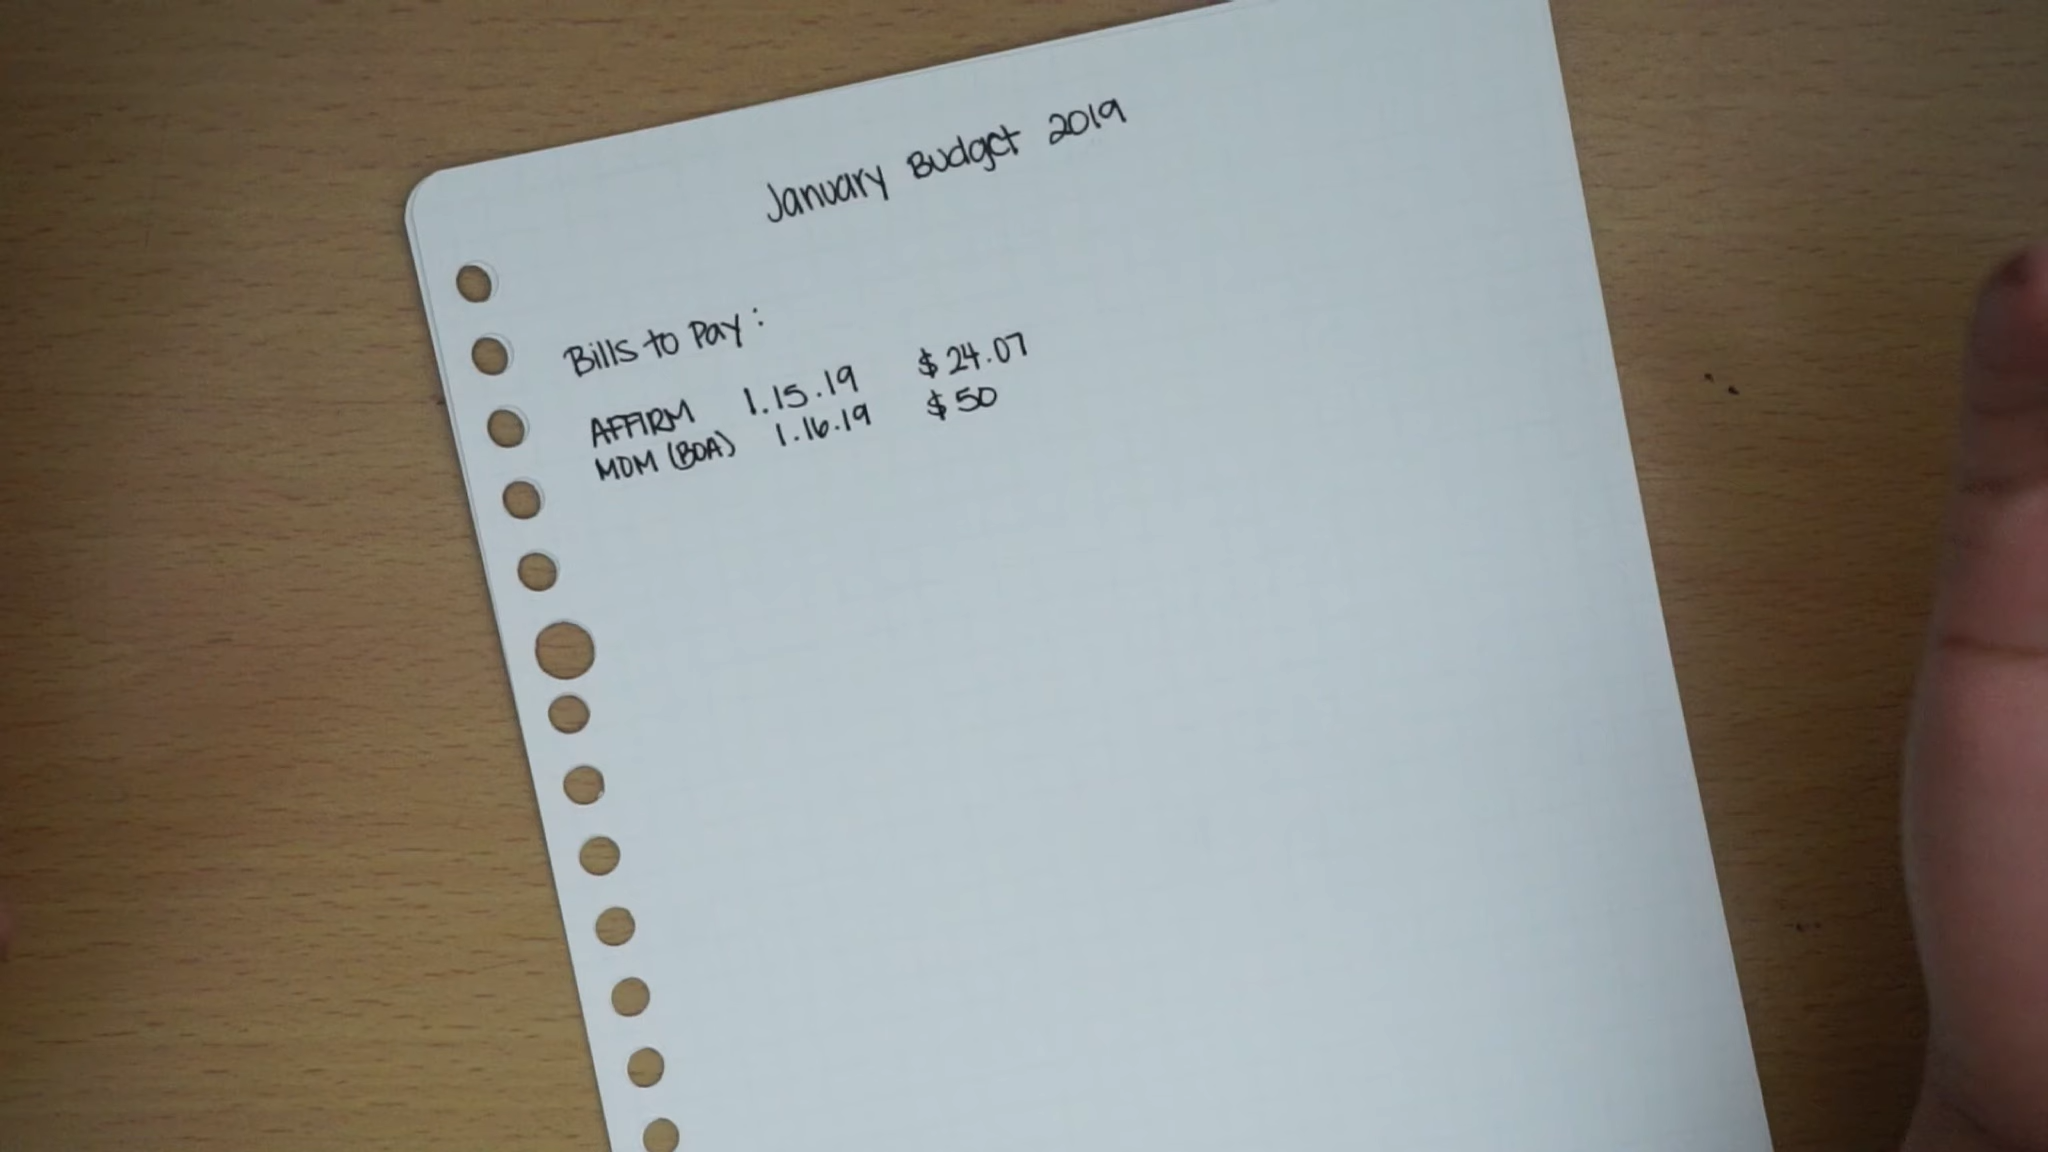 January Budget 2019
Bills to Pay:
AFFIRM 1.15.19 $24.07
MOM (BOA) 1.16.19 $50